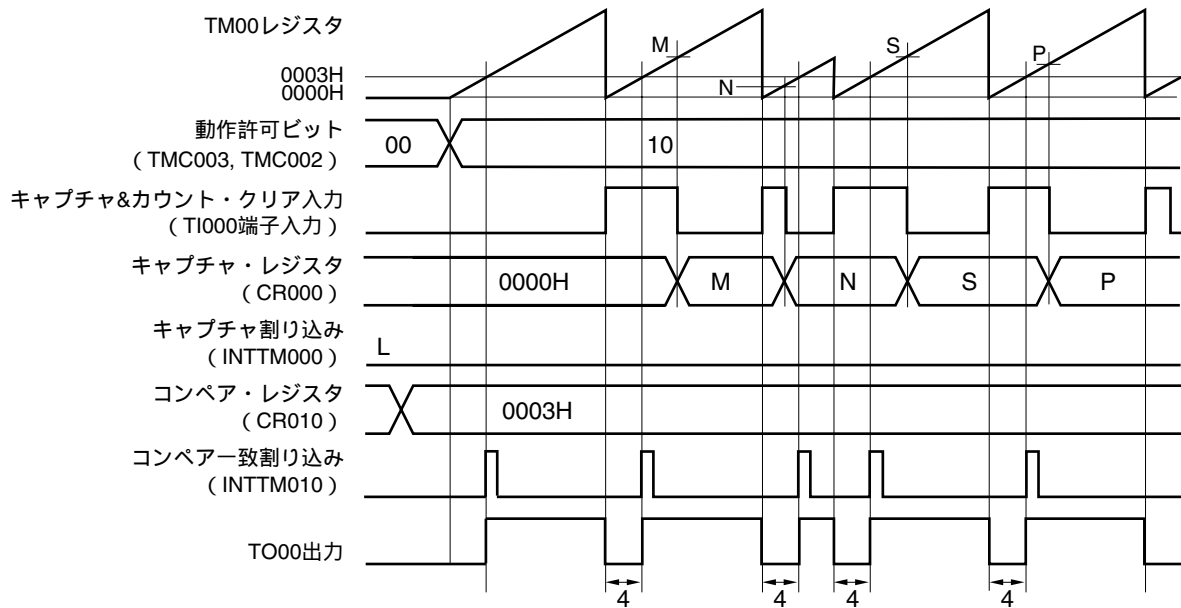 TM00レジスタ
M
S
P
N
0003H
0000H
動作許可ビット
（TMC003, TMC002）
00
10
キャプチャ&カウント・クリア入力
（TI000端子入力）
キャプチャ・レジスタ
（CR000）
0000H
M
N
S
P
キャプチャ割り込み
（INTTM000）
L
コンペア・レジスタ
（CR010）
0003H
コンペア一致割り込み
（INTTM010）
TO00出力
4
4
4
4